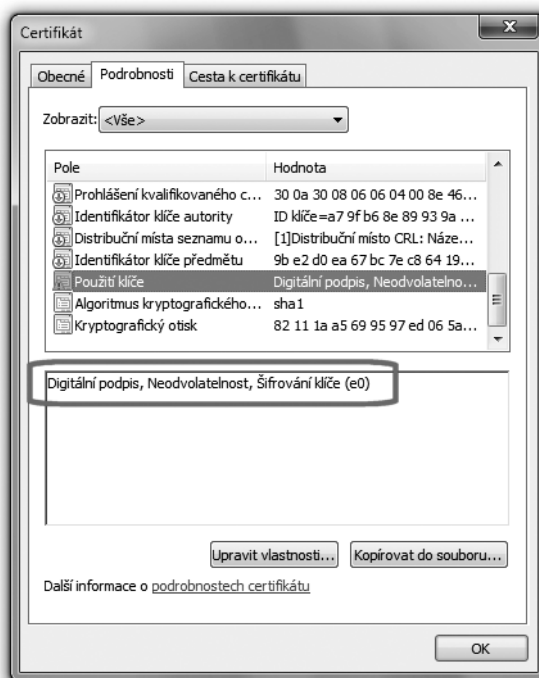 Certifikát
Obecné Podrobnosti Cesta k certifikátu
Zobrazit: <Vše>
Pole Hodnota
Prohlášení kvalifikovaného c... 30 0a 30 08 06 06 04 00 8e 46...
Identifikátor klíče autority ID klíče=a7 9f b6 8e 89 93 9a ...
Distribuční místa seznamu o... [1]Distribuční místo CRL: Náze...
Identifikátor klíče předmětu 9b e2 d0 ea 67 bc 7e c8 64 19...
Použití klíče Digitální podpis, Neodvolatelno...
Algoritmus kryptografického... sha1
Kryptografický otisk 82 11 1a a5 69 95 97 ed 06 5a...
Digitální podpis, Neodvolatelnost, Šifrování klíče (e0)
Upravit vlastnosti... Kopírovat do souboru...
Další informace o podrobnostech certifikátu
OK